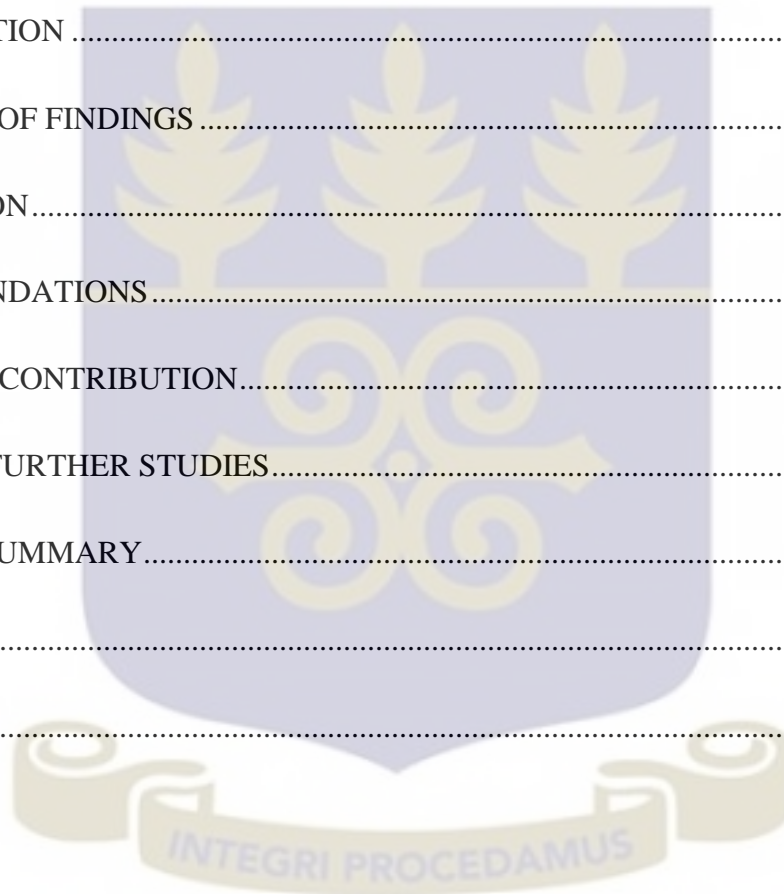 TION ........................................................................................
OF FINDINGS ........................................................................
ON............................................................................................
NDATIONS..............................................................................
CONTRIBUTION...................................................................
FURTHER STUDIES...............................................................
UMMARY...............................................................................
................................................................................................
................................................................................................
INTEGRI PROCEDAMUS